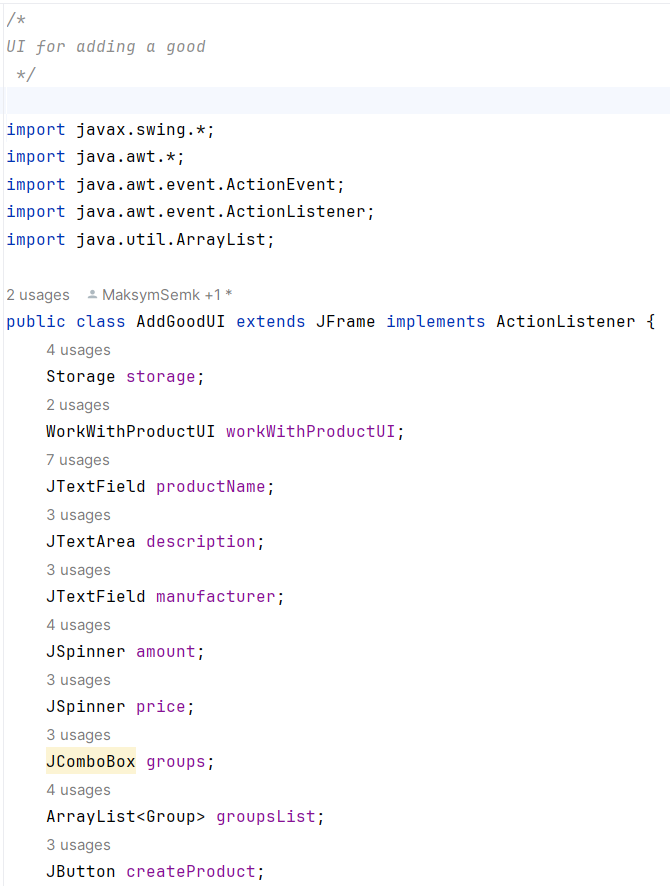 /*
UI for adding a good
*/
import javax.swing.*;
import java.awt.*;
import java.awt.event.ActionEvent;
import java.awt.event.ActionListener;
import java.util.ArrayList;
2 usages MaksymSemk +1 *
public class AddGoodUI extends JFrame implements ActionListener {
4 usages
Storage storage;
2 usages
WorkWithProductUI workWithProductUI;
7 usages
JTextField productName;
3 usages
JTextArea description;
3 usages
JTextField manufacturer;
4 usages
JSpinner amount;
3 usages
JSpinner price;
3 usages
JComboBox groups;
4 usages
ArrayList<Group> groupsList;
3 usages
JButton createProduct;